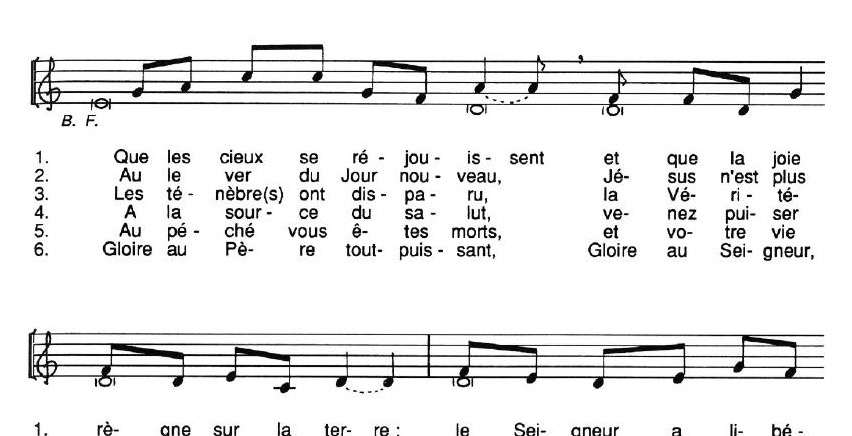 B. F.
1. Que les cieux se ré - jou - is - sent et que la joie
2. Au le - ver du Jour nou - veau, Jé- sus n'est plus
3. Les té - nèbre(s) ont dis - pa - ru, la Vé- ri - té-
4. A la sour - ce du sa - lut, ve- nez pui- ser
5. Au pé - ché vous ê - tes morts, et vo- tre vie
6. Gloire au Pè- re tout- puis - sant, Gloire au Sei- gneur,
1. rè- gne sur la ter- re : le Sei- gneur a li- bé -